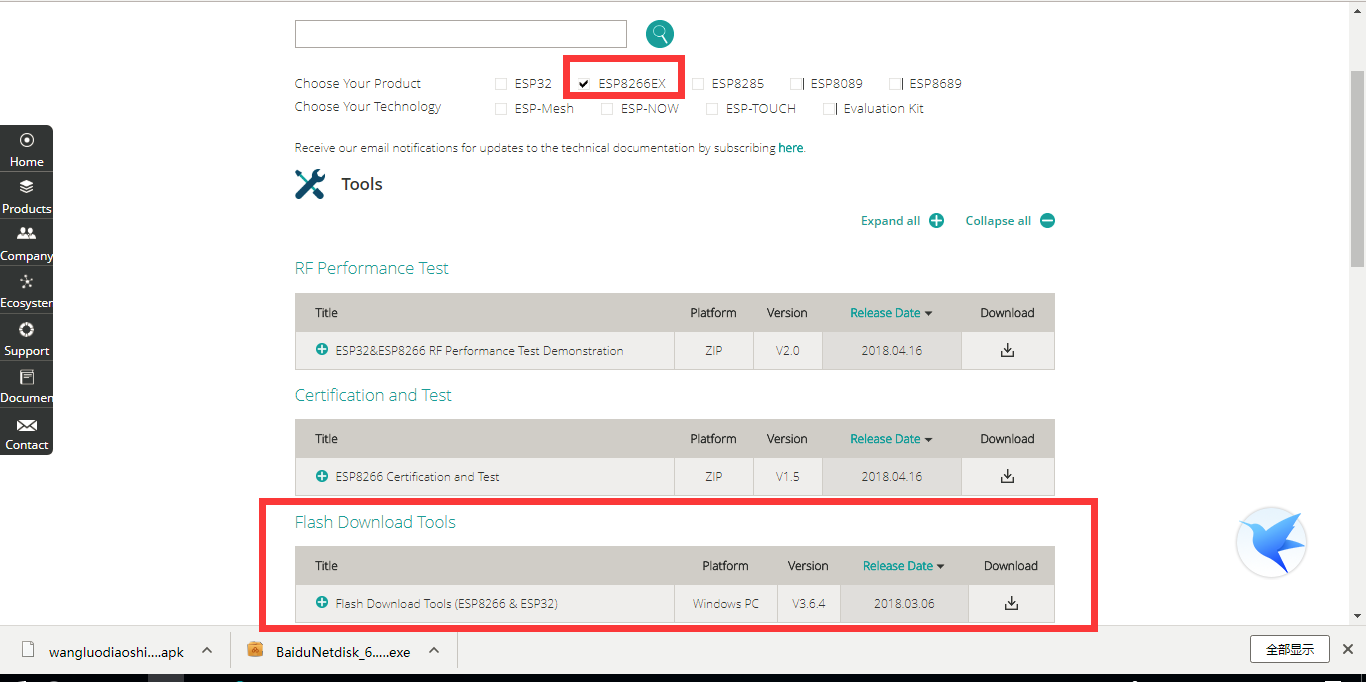 Choose Your Product ESP32 ESP8266EX ESP8285 ESP8089 ESP8689
Choose Your Technology ESP-Mesh ESP-NOW ESP-TOUCH Evaluation Kit
Receive our email notifications for updates to the technical documentation by subscribing here.
Tools
Expand all Collapse all
Home
Products
Company
Ecosyster
Support
Documen
Contact
RF Performance Test
Title Platform Version Release Date Download
ESP32&ESP8266 RF Performance Test Demonstration ZIP V2.0 2018.04.16
Certification and Test
Title Platform Version Release Date Download
ESP8266 Certification and Test ZIP V1.5 2018.04.16
Flash Download Tools
Title Platform Version Release Date Download
Flash Download Tools (ESP8266 & ESP32) Windows PC V3.6.4 2018.03.06
wangluodiaoshi....apk BaiduNetdisk_6.....exe 全部显示